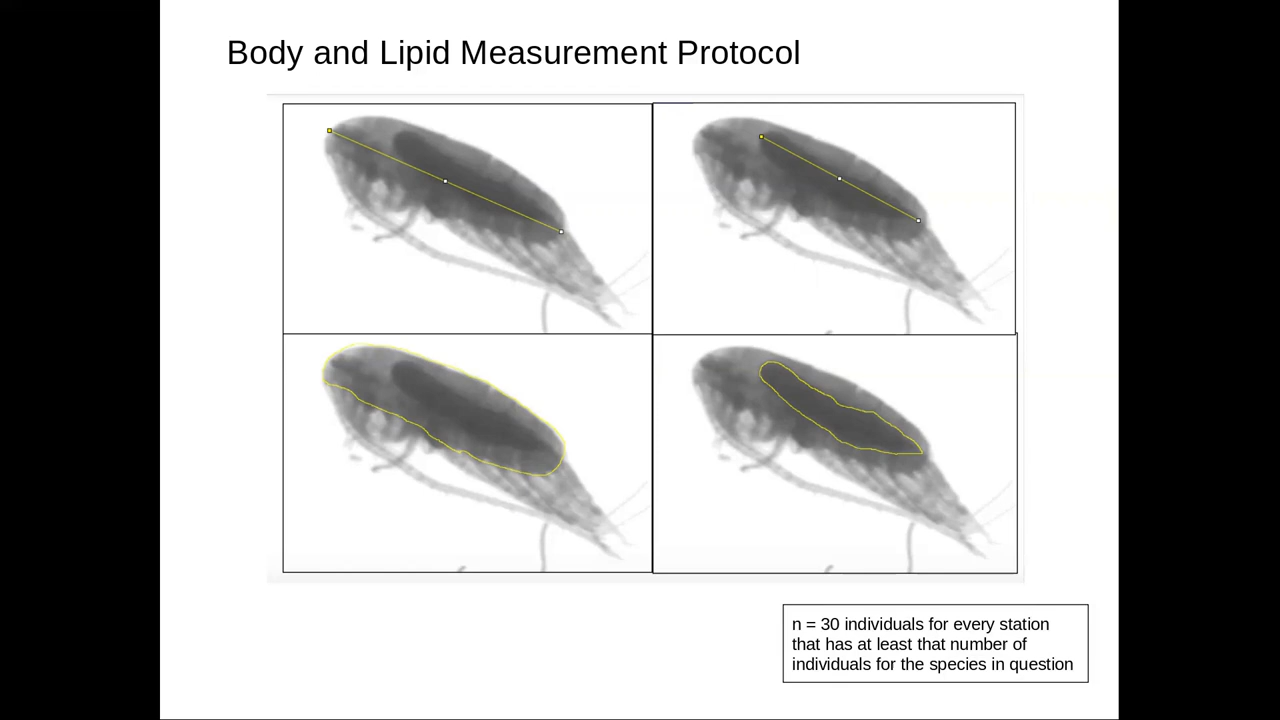 Body and Lipid Measurement Protocol
n = 30 individuals for every station
that has at least that number of
individuals for the species in question